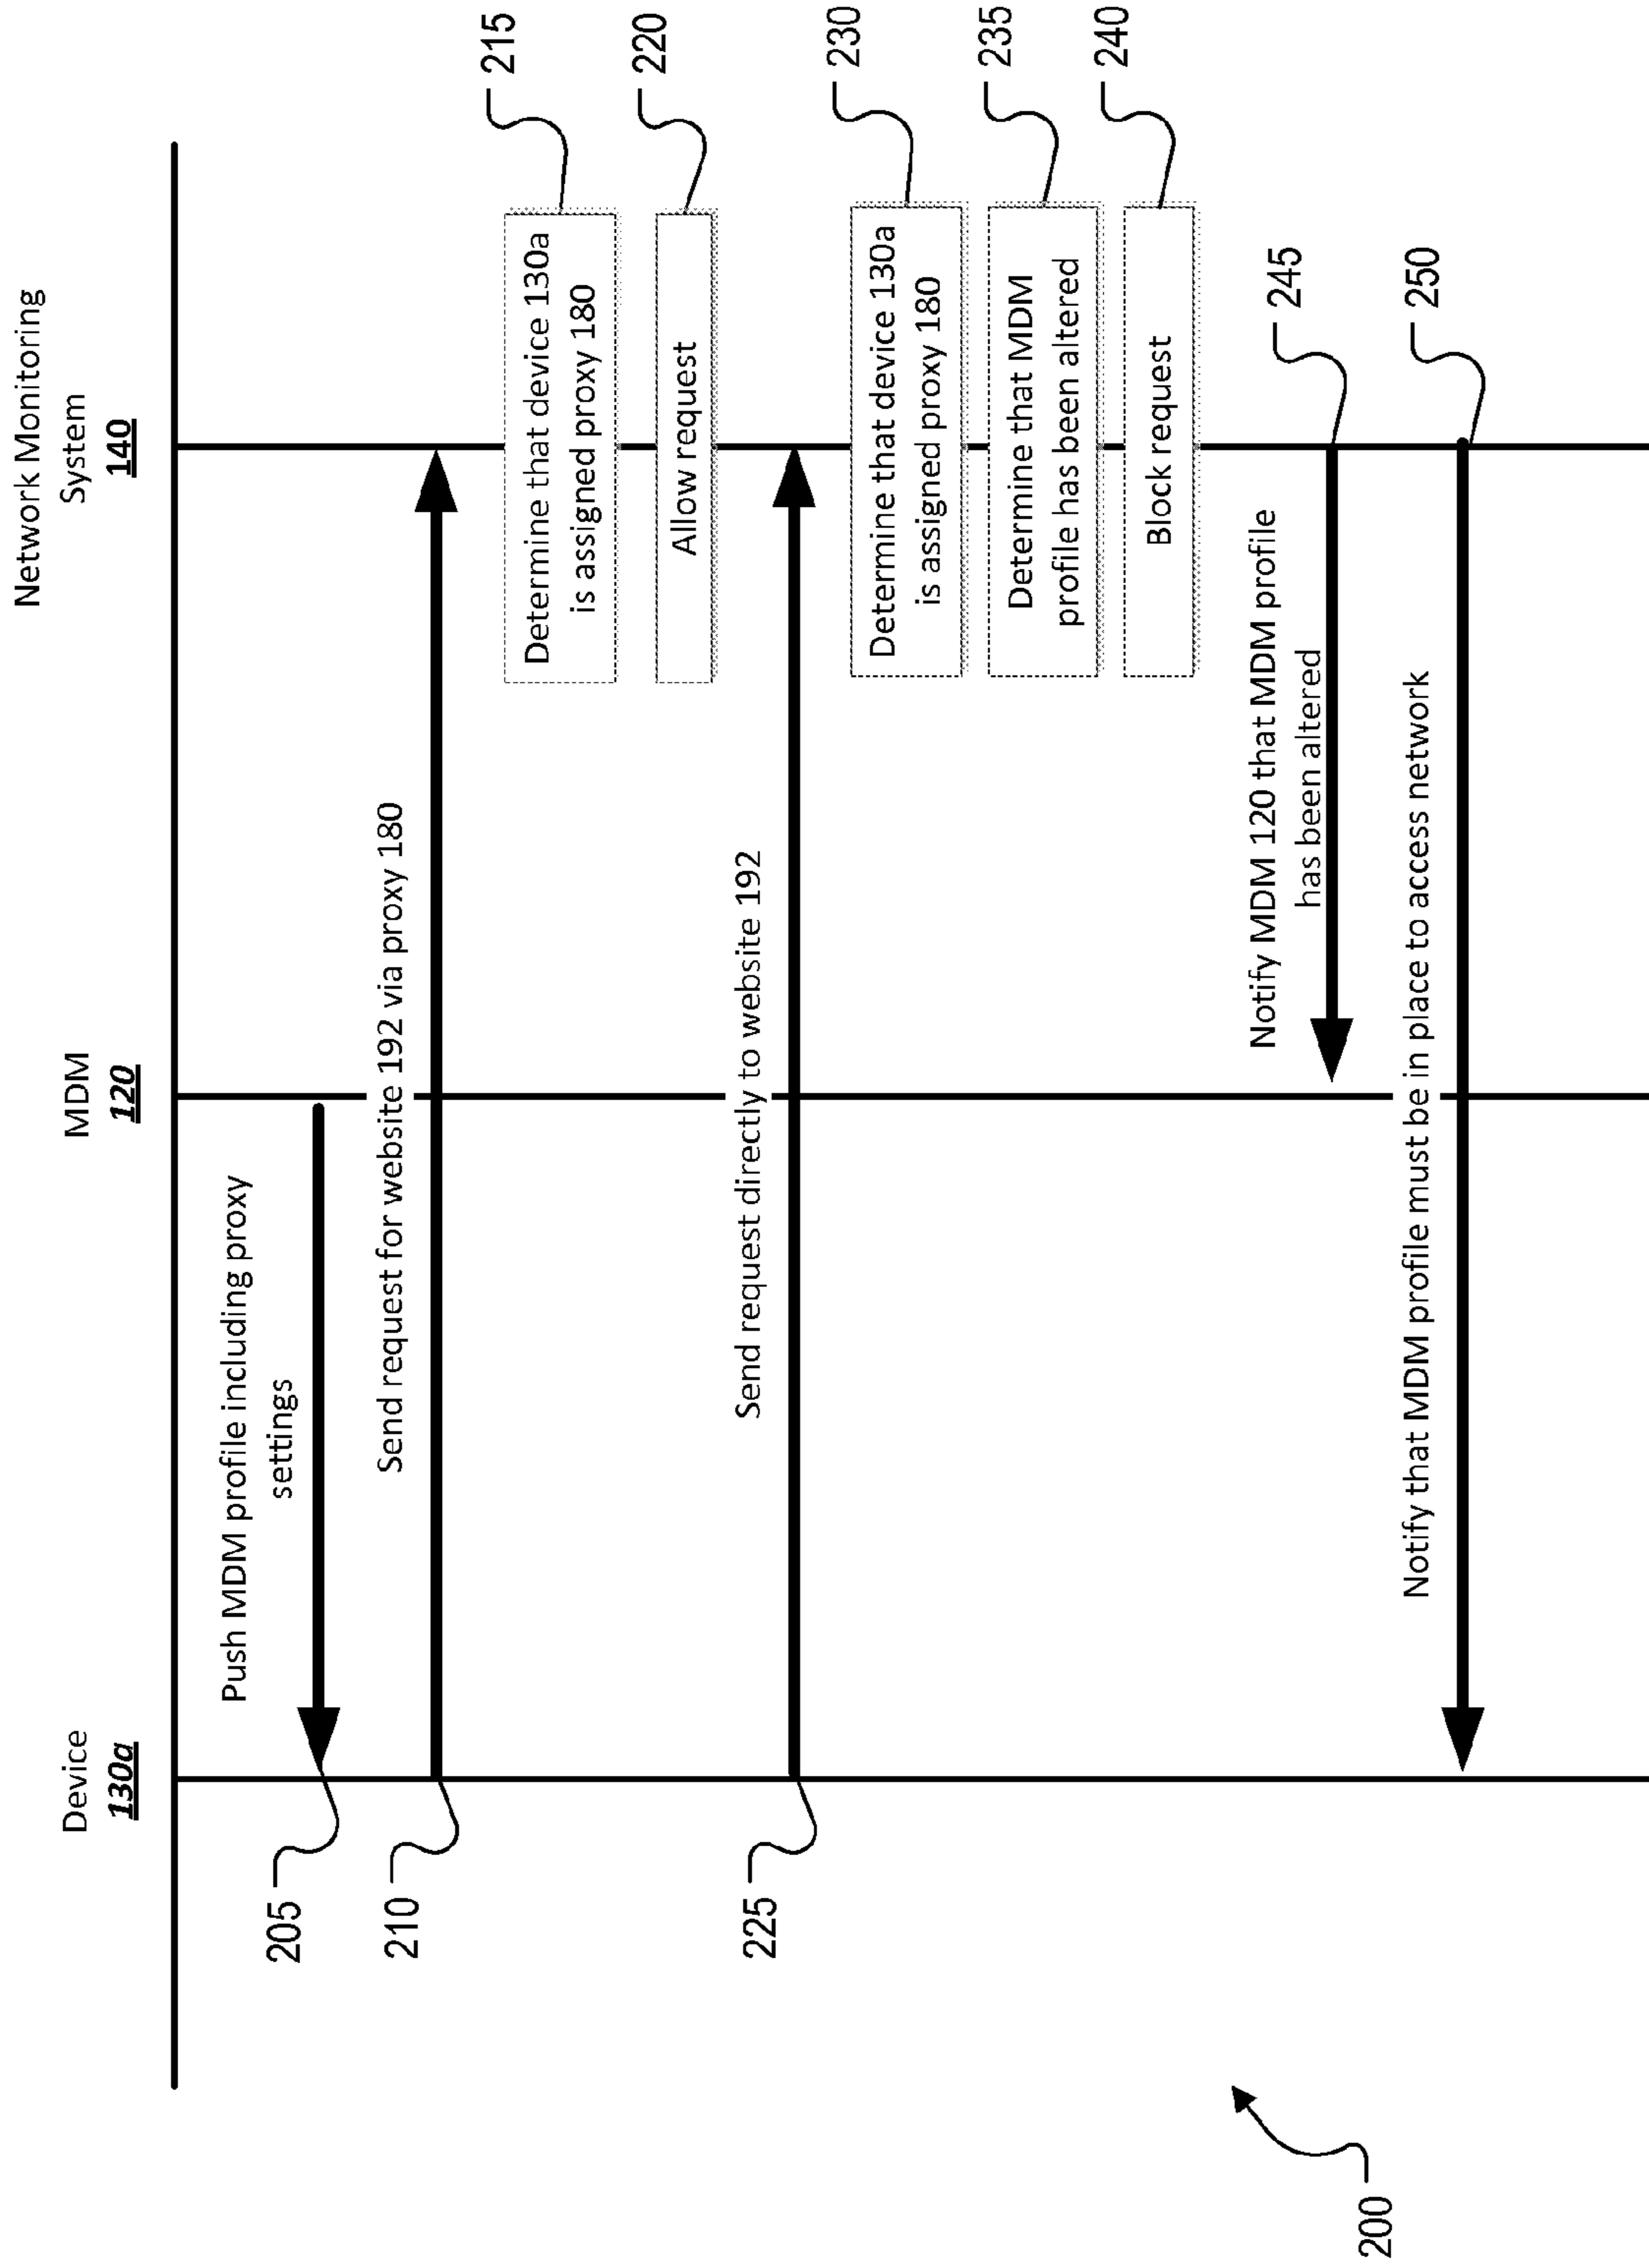 Device
130a
MDM
120
Network Monitoring
System
140
Push MDM profile including proxy
settings
205
Send request for website 192 via proxy 180
210
Determine that device 130a
is assigned proxy 180
215
Allow request
220
Send request directly to website 192
225
Determine that device 130a
is assigned proxy 180
230
Determine that MDM
profile has been altered
235
Block request
240
Notify MDM 120 that MDM profile
has been altered
245
Notify that MDM profile must be in place to access network
250
200